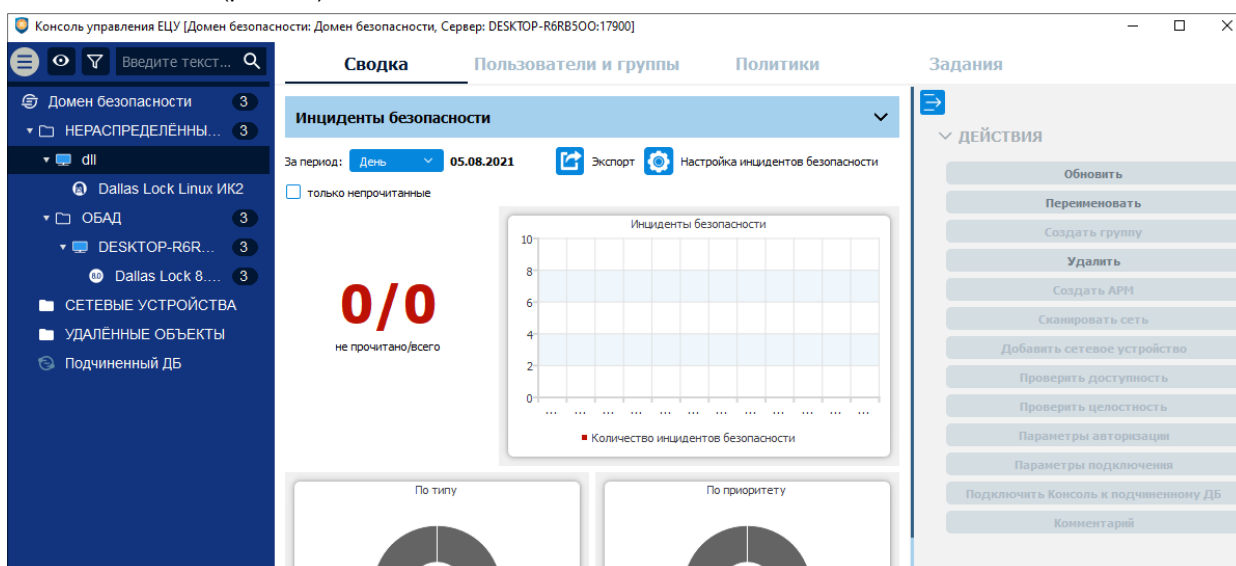 Консоль управления ЕЦУ [Домен безопасности: Домен безопасности, Сервер: DESKTOP-R6RB5OO:17900]
Введите текст...
Сводка
Пользователи и группы
Политики
Задания
Домен безопасности 3
НЕРАСПРЕДЕЛЁННЫ... 3
dll
Dallas Lock Linux ИК2
ОБАД 3
DESKTOP-R6R... 3
8.0 Dallas Lock 8.... 3
СЕТЕВЫЕ УСТРОЙСТВА
УДАЛЁННЫЕ ОБЪЕКТЫ
Подчиненный ДБ
Инциденты безопасности
За период: День 05.08.2021 Экспорт Настройка инцидентов безопасности
только непрочитанные
0/0
не прочитано/всего
Инциденты безопасности
10
8
6
4
2
0
... ... ... ... ... ... ... ... ... ...
Количество инцидентов безопасности
По типу
По приоритету
ДЕЙСТВИЯ
Обновить
Переименовать
Создать группу
Удалить
Создать АРМ
Сканировать сеть
Добавить сетевое устройство
Проверить доступность
Проверить целостность
Параметры авторизации
Параметры подключения
Подключить Консоль к подчиненному ДБ
Комментарий